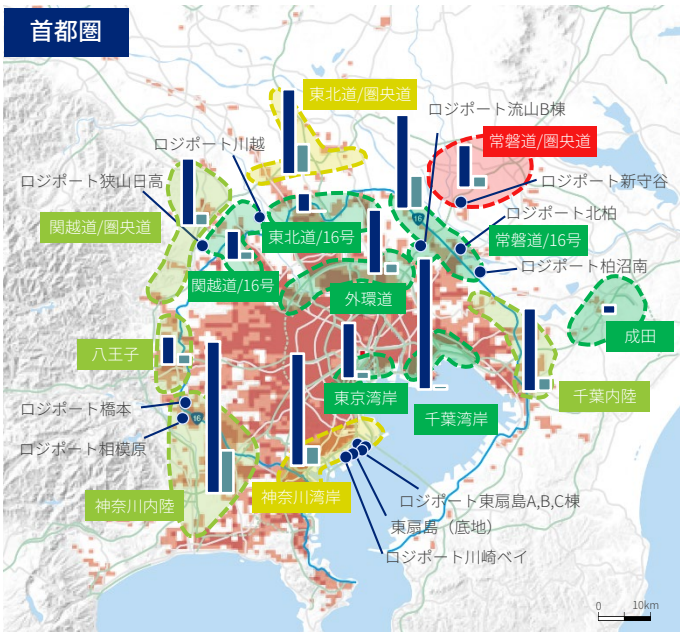 首都圏
東北道/圏央道
ロジポート流山B棟
ロジポート川越
常磐道/圏央道
ロジポート狭山日高
ロジポート新守谷
ロジポート北柏
関越道/圏央道
東北道/16号
16
常磐道/16号
ロジポート柏沼南
関越道/16号
外環道
成田
八王子
東京湾岸
千葉内陸
ロジポート橋本
16
千葉湾岸
ロジポート相模原
神奈川内陸
神奈川湾岸
ロジポート東扇島A,B,C棟
東扇島（底地）
ロジポート川崎ベイ
0 10km